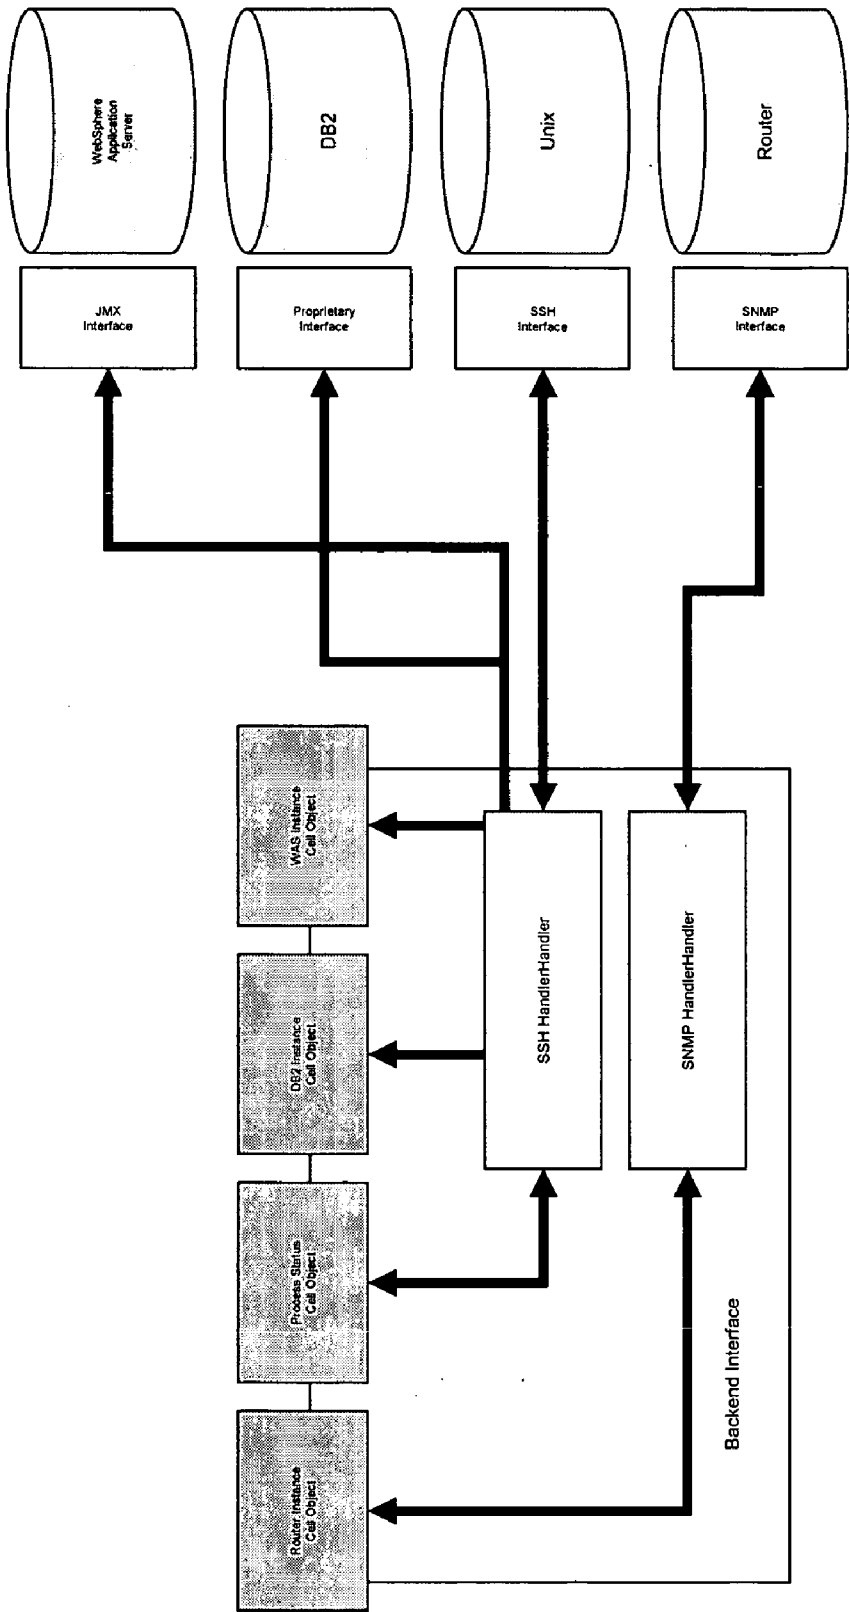 WebSphere
Application
Server
DB2
Unix
Router
JMX
Interface
Proprietary
Interface
SSH
Interface
SNMP
Interface
WAS Instance
Cell Object
DB2 Instance
Cell Object
Process Status
Cell Object
Router Instance
Cell Object
SSH HandlerHandler
SNMP HandlerHandler
Backend Interface